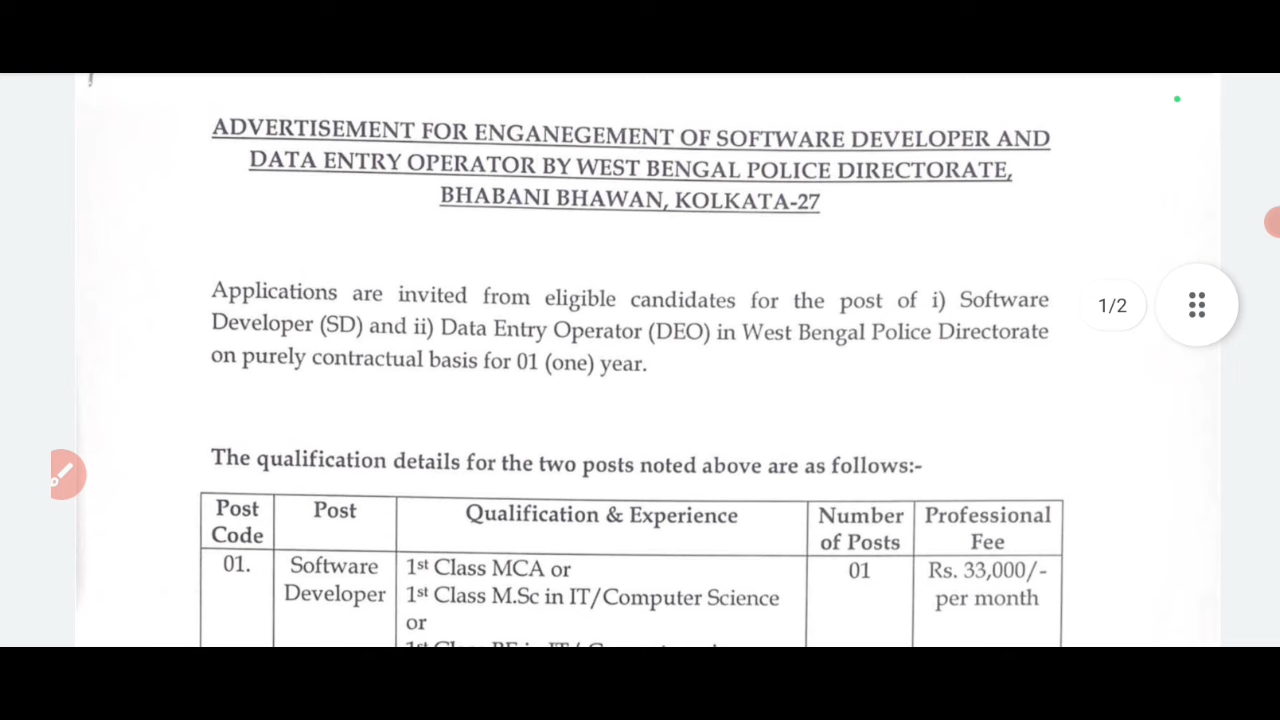 ADVERTISEMENT FOR ENGANEGEMENT OF SOFTWARE DEVELOPER AND
DATA ENTRY OPERATOR BY WEST BENGAL POLICE DIRECTORATE,
BHABANI BHAWAN, KOLKATA-27
Applications are invited from eligible candidates for the post of i) Software
Developer (SD) and ii) Data Entry Operator (DEO) in West Bengal Police Directorate
on purely contractual basis for 01 (one) year.
1/2
The qualification details for the two posts noted above are as follows:-
Post Code
Post
Qualification & Experience
Number of Posts
Professional Fee
01.
Software Developer
1st Class MCA or
1st Class M.Sc in IT/Computer Science
or
01
Rs. 33,000/- per month